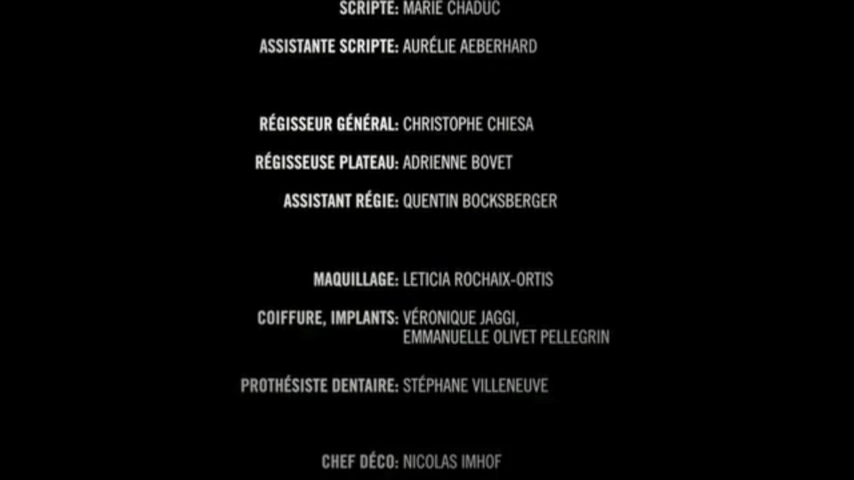 SCRIPTE: MARIE CHADUC
ASSISTANTE SCRIPTE: AURÉLIE AEBERHARD
RÉGISSEUR GÉNÉRAL: CHRISTOPHE CHIESA
RÉGISSEUSE PLATEAU: ADRIENNE BOVET
ASSISTANT RÉGIE: QUENTIN BOCKSBERGER
MAQUILLAGE: LETICIA ROCHAIX-ORTIS
COIFFURE, IMPLANTS: VÉRONIQUE JAGGI,
EMMANUELLE OLIVET PELLEGRIN
PROTHÉSISTE DENTAIRE: STÉPHANE VILLENEUVE
CHEF DÉCO: NICOLAS IMHOF